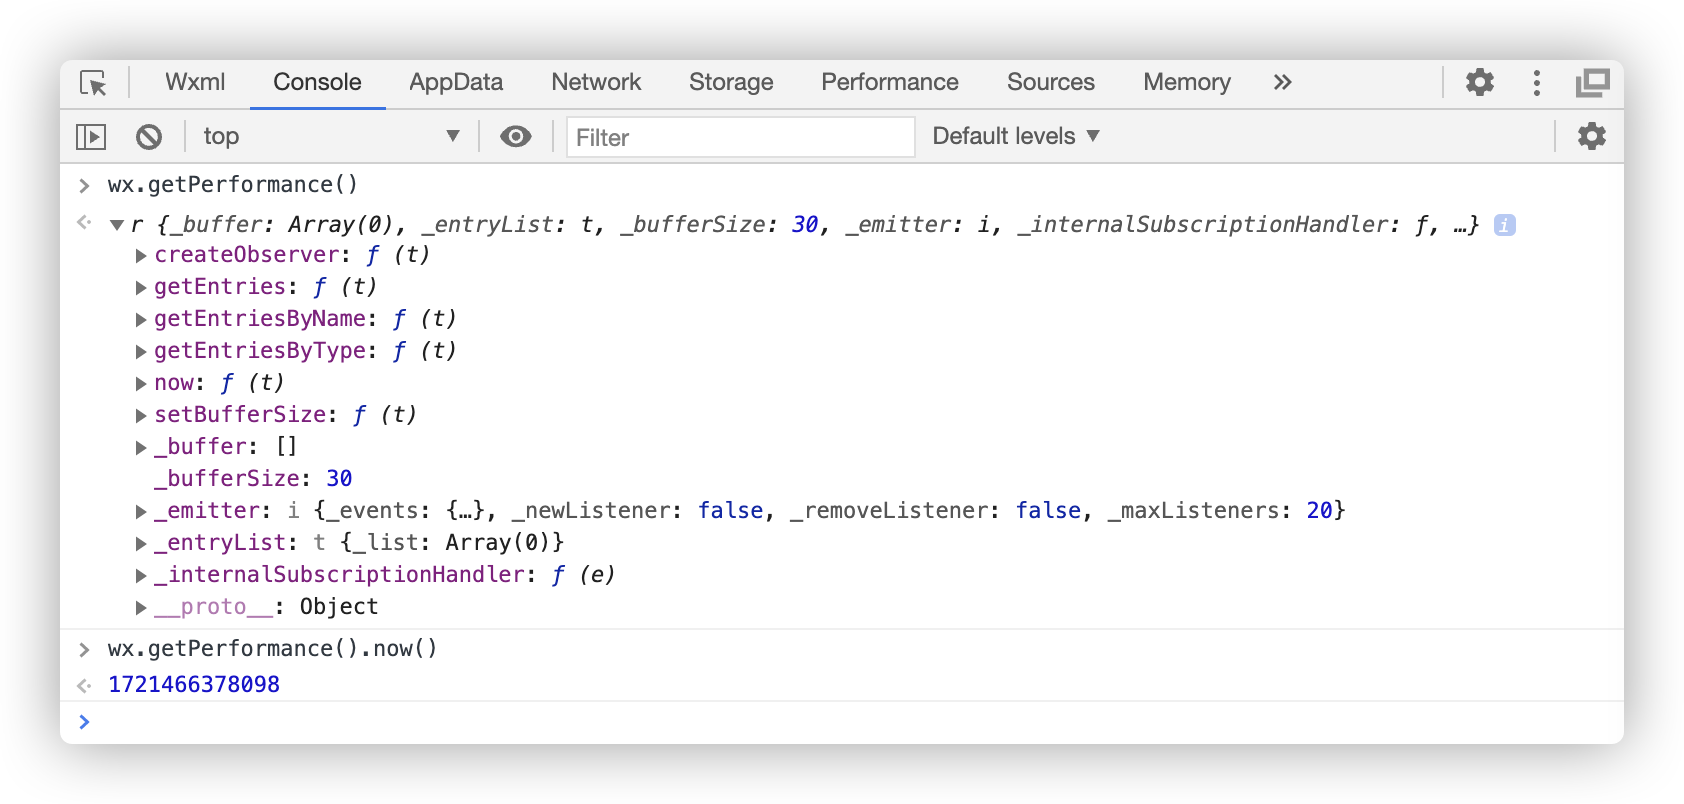 Wxml Console AppData Network Storage Performance Sources Memory »
top ▼ Filter Default levels ▼
> wx.getPerformance()
▼ r {_buffer: Array(0), _entryList: t, _bufferSize: 30, _emitter: i, _internalSubscriptionHandler: ƒ, …} i
▶ createObserver: ƒ (t)
▶ getEntries: ƒ (t)
▶ getEntriesByName: ƒ (t)
▶ getEntriesByType: ƒ (t)
▶ now: ƒ (t)
▶ setBufferSize: ƒ (t)
▶ _buffer: []
_bufferSize: 30
▶ _emitter: i {_events: {…}, _newListener: false, _removeListener: false, _maxListeners: 20}
▶ _entryList: t {_list: Array(0)}
▶ _internalSubscriptionHandler: ƒ (e)
▶ __proto__: Object
> wx.getPerformance().now()
1721466378098
>